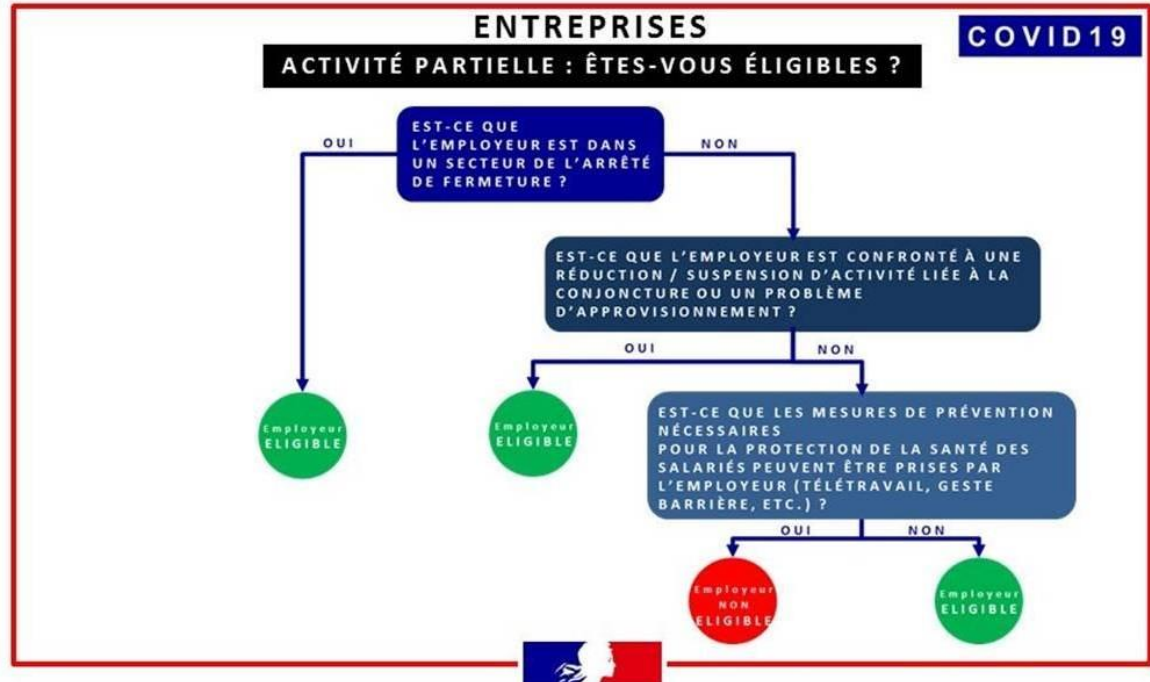 ENTREPRISES
COVID19
ACTIVITÉ PARTIELLE : ÊTES-VOUS ÉLIGIBLES ?
EST-CE QUE
L'EMPLOYEUR EST DANS
UN SECTEUR DE L'ARRÊTÉ
DE FERMETURE ?
OUI
NON
EST-CE QUE L'EMPLOYEUR EST CONFRONTÉ À UNE
RÉDUCTION / SUSPENSION D'ACTIVITÉ LIÉE À LA
CONJONCTURE OU UN PROBLÈME
D'APPROVISIONNEMENT ?
OUI
NON
Employeur
ELIGIBLE
Employeur
ELIGIBLE
EST-CE QUE LES MESURES DE PRÉVENTION
NÉCESSAIRES
POUR LA PROTECTION DE LA SANTÉ DES
SALARIÉS PEUVENT ÊTRE PRISES PAR
L'EMPLOYEUR (TÉLÉTRAVAIL, GESTE
BARRIÈRE, ETC.) ?
OUI
NON
Employeur
NON
ELIGIBLE
Employeur
ELIGIBLE